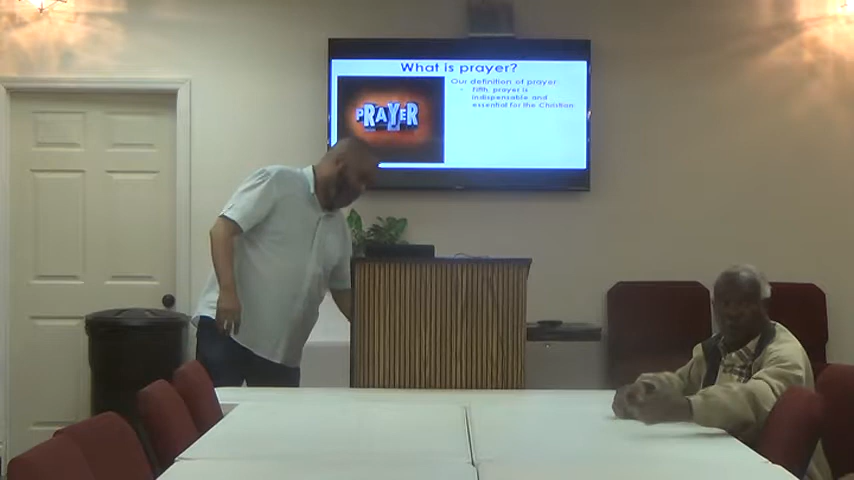 What is prayer?
PRAYER
Our definition of prayer:
• Fifth, prayer is
indispensable and
essential for the Christian.